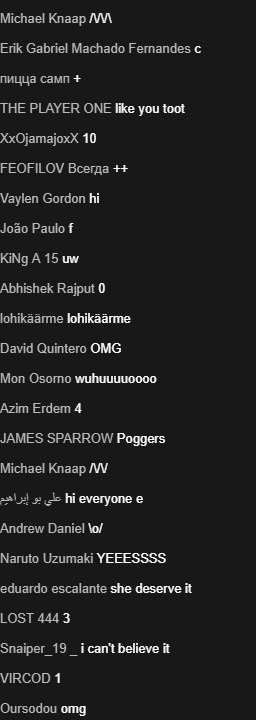 Michael Knaap /\/\/\
Erik Gabriel Machado Fernandes c
пицца самп +
THE PLAYER ONE like you toot
XxOjamajoxX 10
FEOFILOV Всегда ++
Vaylen Gordon hi
João Paulo f
KiNg A 15 uw
Abhishek Rajput 0
lohikäärme lohikäärme
David Quintero OMG
Mon Osorno wuhuuuuoooo
Azim Erdem 4
JAMES SPARROW Poggers
Michael Knaap /\/\/
علي بو إبراهيم hi everyone e
Andrew Daniel \o/
Naruto Uzumaki YEEESSSS
eduardo escalante she deserve it
LOST 444 3
Snaiper_19 _ i can't believe it
VIRCOD 1
Oursodou omg